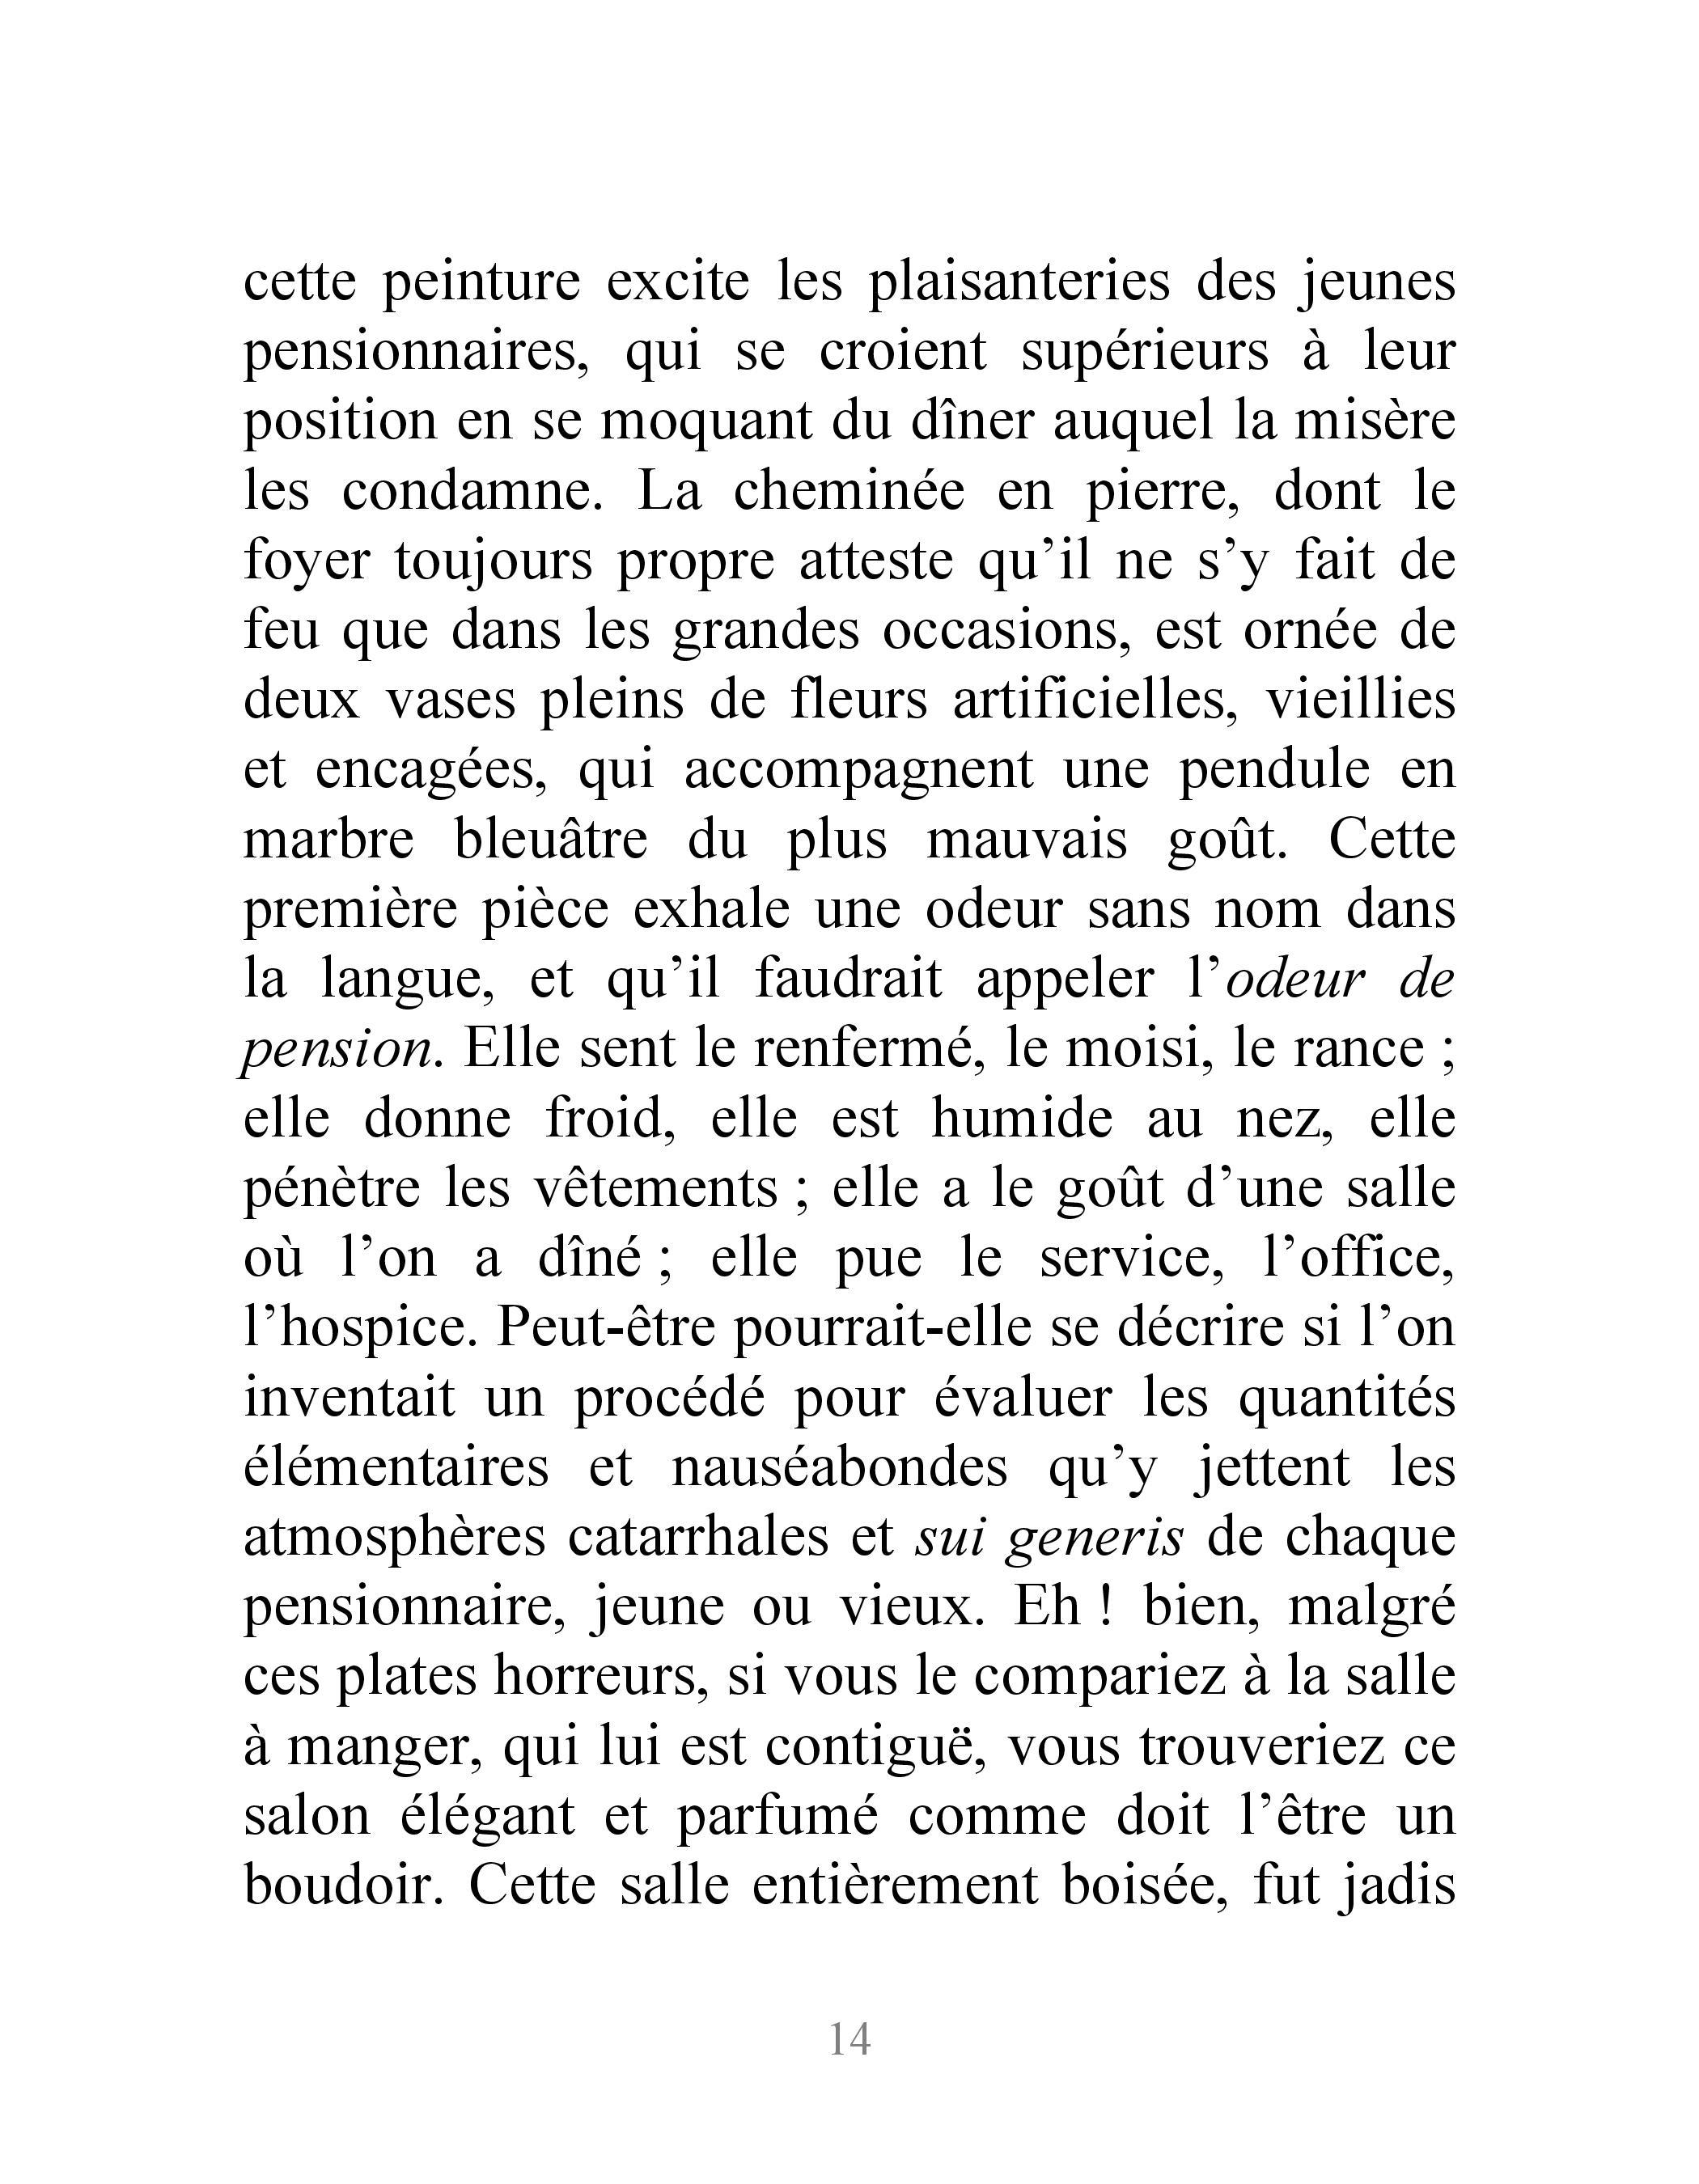 cette peinture excite les plaisanteries des jeunes
pensionnaires, qui se croient supérieurs à leur
position en se moquant du dîner auquel la misère
les condamne. La cheminée en pierre, dont le
foyer toujours propre atteste qu’il ne s’y fait de
feu que dans les grandes occasions, est ornée de
deux vases pleins de fleurs artificielles, vieillies
et encagées, qui accompagnent une pendule en
marbre bleuâtre du plus mauvais goût. Cette
première pièce exhale une odeur sans nom dans
la langue, et qu’il faudrait appeler l’odeur de
pension. Elle sent le renfermé, le moisi, le rance ;
elle donne froid, elle est humide au nez, elle
pénètre les vêtements ; elle a le goût d’une salle
où l’on a dîné ; elle pue le service, l’office,
l’hospice. Peut-être pourrait-elle se décrire si l’on
inventait un procédé pour évaluer les quantités
élémentaires et nauséabondes qu’y jettent les
atmosphères catarrhales et sui generis de chaque
pensionnaire, jeune ou vieux. Eh ! bien, malgré
ces plates horreurs, si vous le compariez à la salle
à manger, qui lui est contiguë, vous trouveriez ce
salon élégant et parfumé comme doit l’être un
boudoir. Cette salle entièrement boisée, fut jadis
14